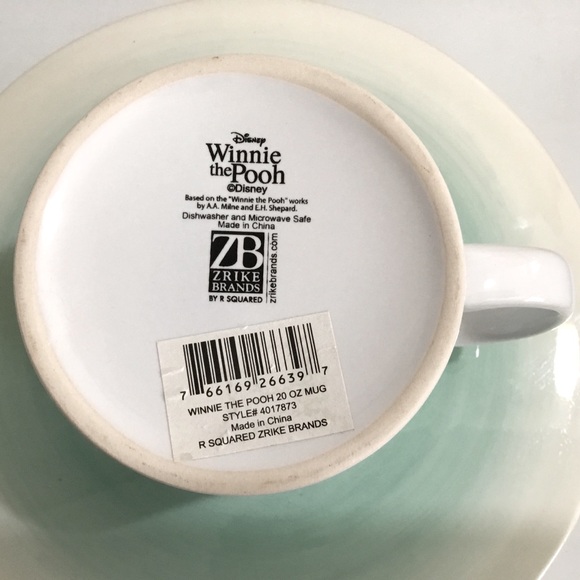 Disney
Winnie
the Pooh
©Disney
Based on the "Winnie the Pooh" works
by A.A. Milne and E.H. Shepard.
Dishwasher and Microwave Safe
Made in China
ZB
ZRIKE
BRANDS
BY R SQUARED
zrikebrands.com
7 66169 26639 7
WINNIE THE POOH 20 OZ MUG
STYLE# 4017873
Made in China
R SQUARED ZRIKE BRANDS